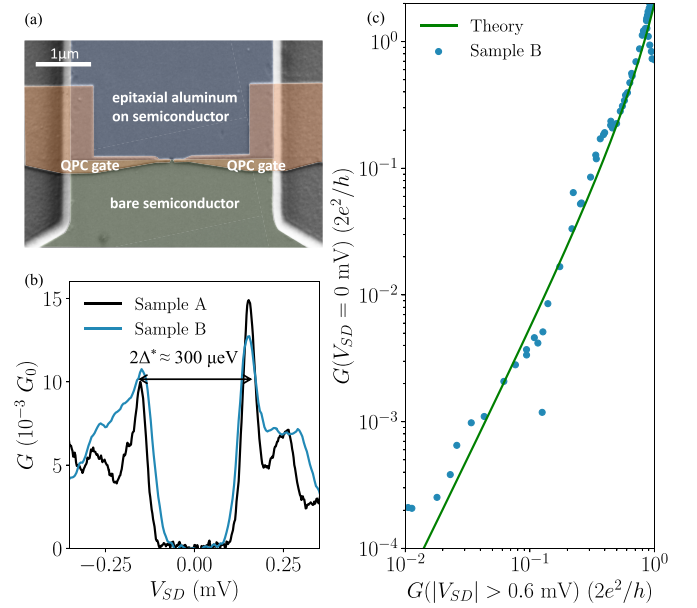 (a)
1μm
epitaxial aluminum
on semiconductor
QPC gate
QPC gate
bare semiconductor
(b)
Sample A
Sample B
2Δ* ≈ 300 μeV
15
10
5
0
G (10⁻³ G₀)
−0.25
0.00
0.25
V_SD (mV)
(c)
Theory
Sample B
10⁰
10⁻¹
10⁻²
10⁻³
10⁻⁴
G(V_SD = 0 mV) (2e²/h)
10⁻²
10⁻¹
10⁰
G(|V_SD| > 0.6 mV) (2e²/h)